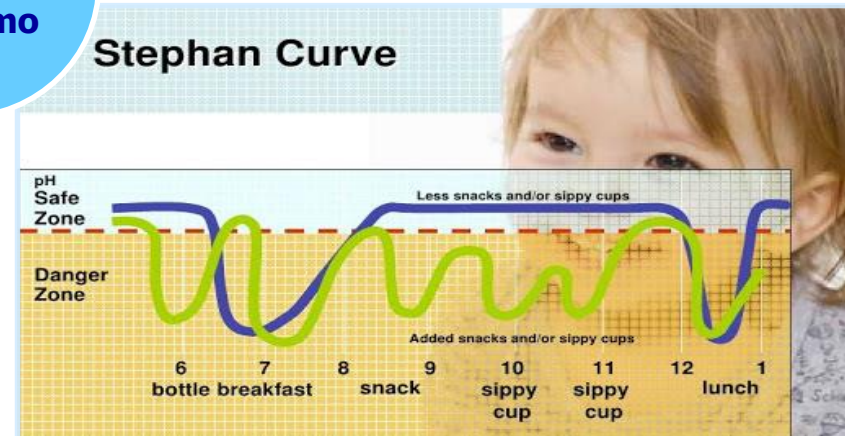 mo
Stephan Curve
pH
Safe
Zone
Less snacks and/or sippy cups
Danger
Zone
Added snacks and/or sippy cups
6 7 8 9 10 11 12 1
bottle breakfast snack sippy sippy lunch
cup cup